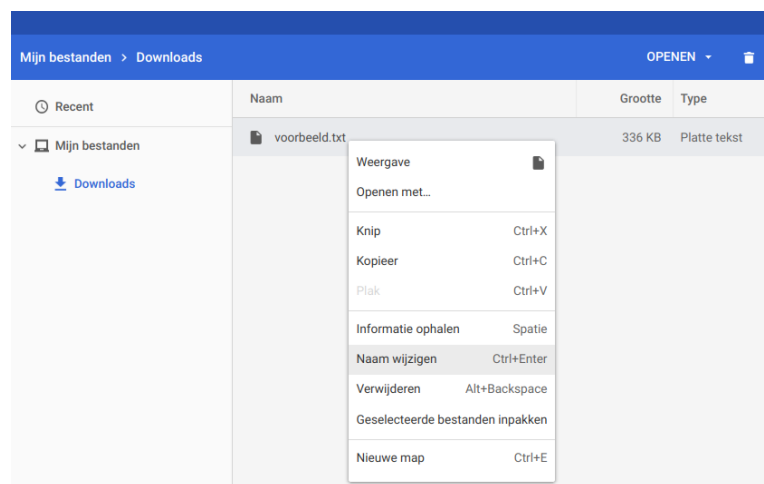 Mijn bestanden > Downloads
OPENEN
Recent
Mijn bestanden
Downloads
Naam Grootte Type
voorbeeld.txt 336 KB Platte tekst
Weergave
Openen met...
Knip Ctrl+X
Kopieer Ctrl+C
Plak Ctrl+V
Informatie ophalen Spatie
Naam wijzigen Ctrl+Enter
Verwijderen Alt+Backspace
Geselecteerde bestanden inpakken
Nieuwe map Ctrl+E